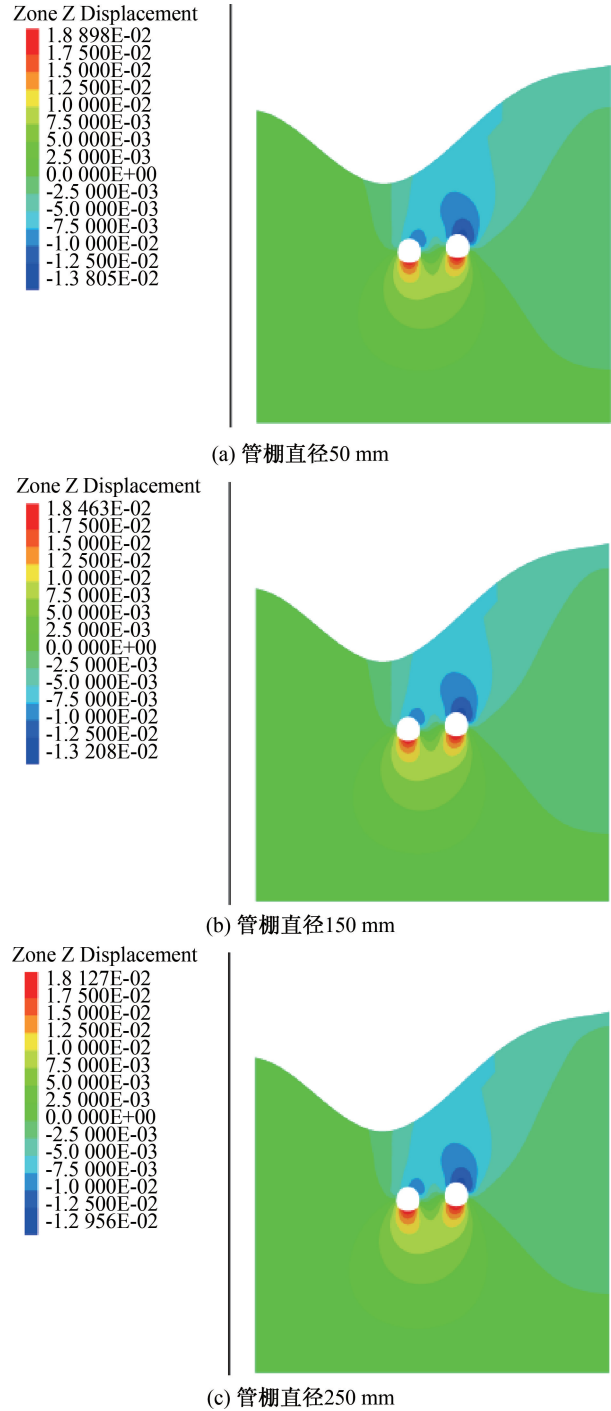 Zone Z Displacement
1.8 898E-02
1.7 500E-02
1.5 000E-02
1.2 500E-02
1.0 000E-02
7.5 000E-03
5.0 000E-03
2.5 000E-03
0.0 000E+00
-2.5 000E-03
-5.0 000E-03
-7.5 000E-03
-1.0 000E-02
-1.2 500E-02
-1.3 805E-02
(a) 管棚直径50 mm
Zone Z Displacement
1.8 463E-02
1.7 500E-02
1.5 000E-02
1.2 500E-02
1.0 000E-02
7.5 000E-03
5.0 000E-03
2.5 000E-03
0.0 000E+00
-2.5 000E-03
-5.0 000E-03
-7.5 000E-03
-1.0 000E-02
-1.2 500E-02
-1.3 208E-02
(b) 管棚直径150 mm
Zone Z Displacement
1.8 127E-02
1.7 500E-02
1.5 000E-02
1.2 500E-02
1.0 000E-02
7.5 000E-03
5.0 000E-03
2.5 000E-03
0.0 000E+00
-2.5 000E-03
-5.0 000E-03
-7.5 000E-03
-1.0 000E-02
-1.2 500E-02
-1.2 956E-02
(c) 管棚直径250 mm